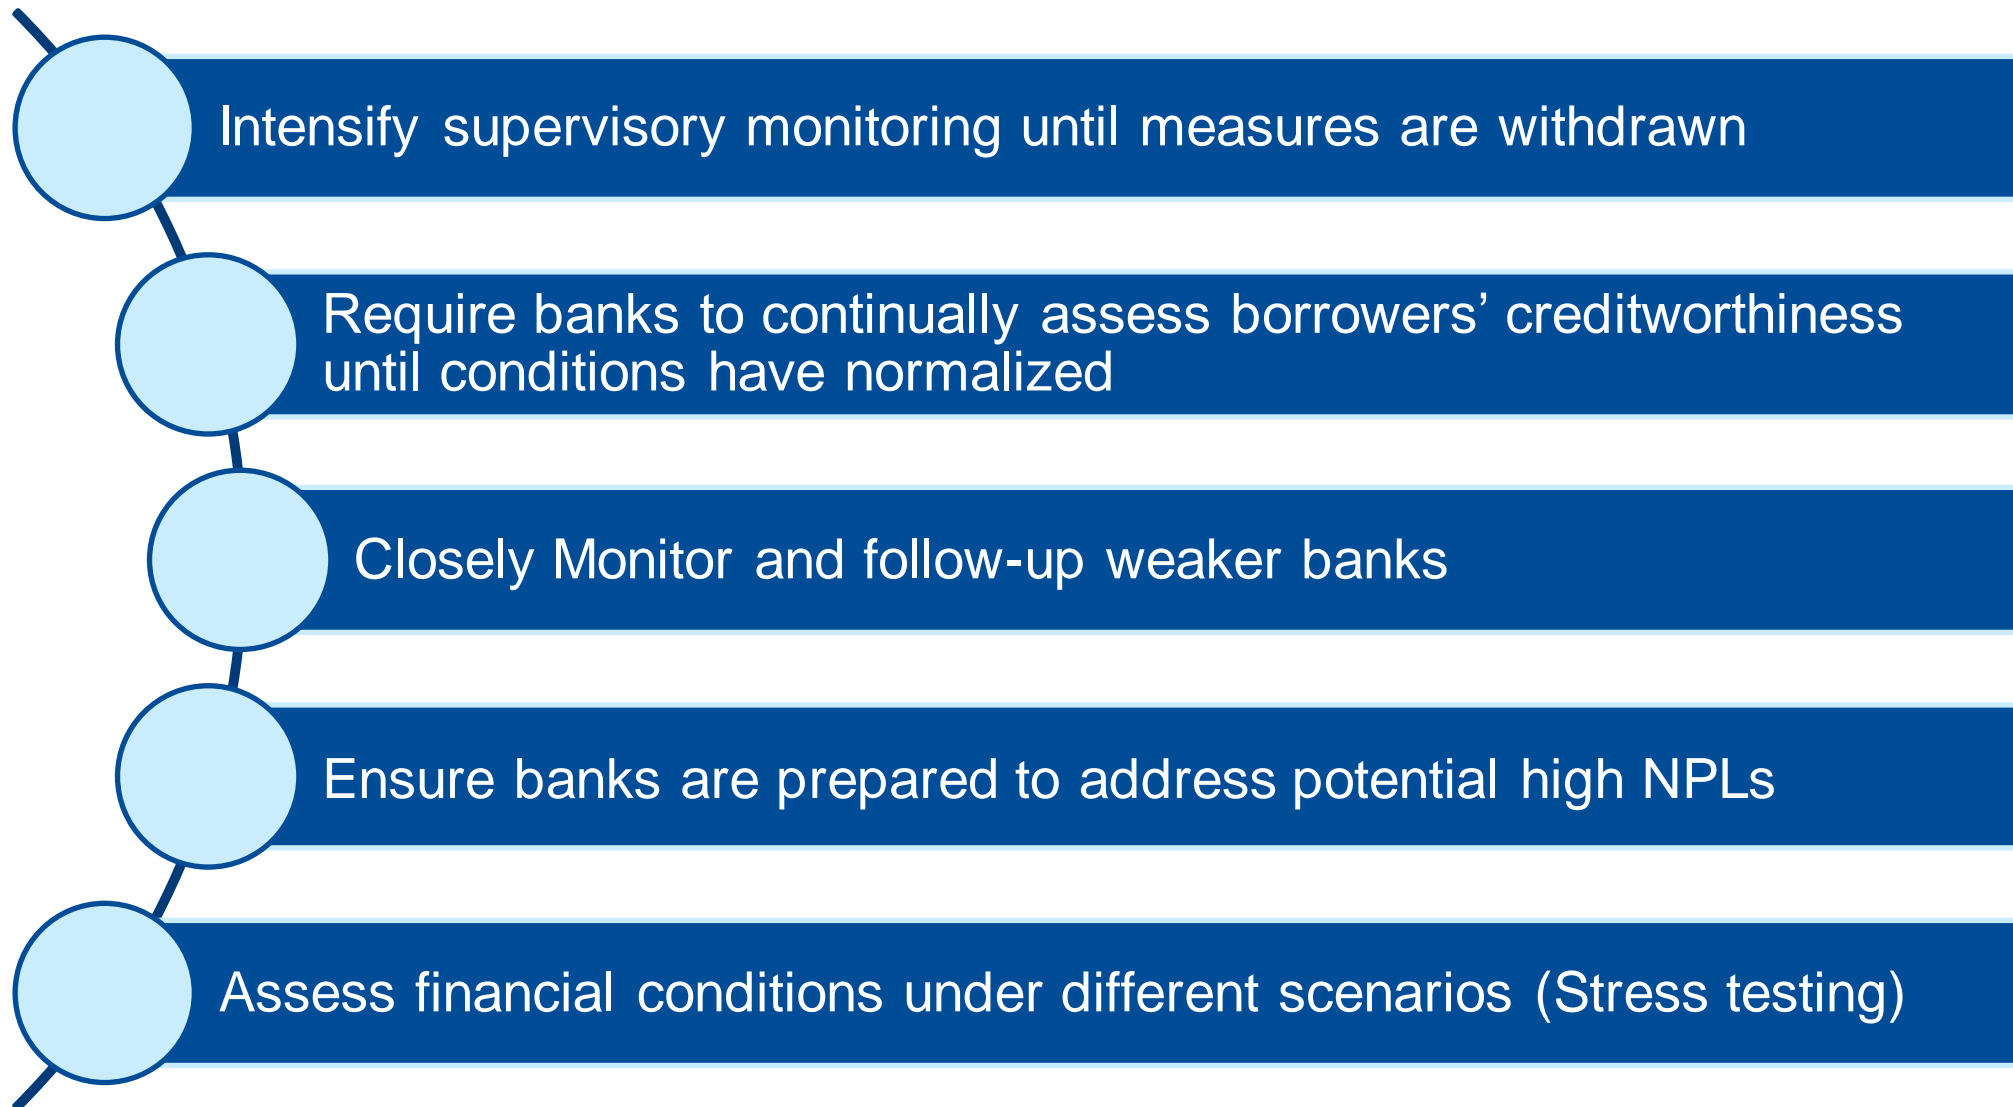 Intensify supervisory monitoring until measures are withdrawn
Require banks to continually assess borrowers’ creditworthiness
until conditions have normalized
Closely Monitor and follow-up weaker banks
Ensure banks are prepared to address potential high NPLs
Assess financial conditions under different scenarios (Stress testing)